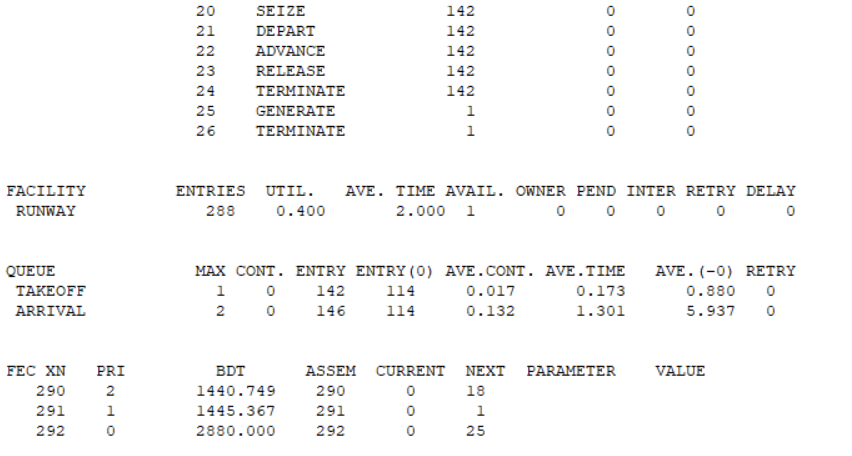 20 SEIZE 142 0 0
21 DEPART 142 0 0
22 ADVANCE 142 0 0
23 RELEASE 142 0 0
24 TERMINATE 142 0 0
25 GENERATE 1 0 0
26 TERMINATE 1 0 0
FACILITY ENTRIES UTIL. AVE. TIME AVAIL. OWNER PEND INTER RETRY DELAY
RUNWAY 288 0.400 2.000 1 0 0 0 0 0
QUEUE MAX CONT. ENTRY ENTRY(0) AVE.CONT. AVE.TIME AVE.(-0) RETRY
TAKEOFF 1 0 142 114 0.017 0.173 0.880 0
ARRIVAL 2 0 146 114 0.132 1.301 5.937 0
FEC XN PRI BDT ASSEM CURRENT NEXT PARAMETER VALUE
290 2 1440.749 290 0 18
291 1 1445.367 291 0 1
292 0 2880.000 292 0 25